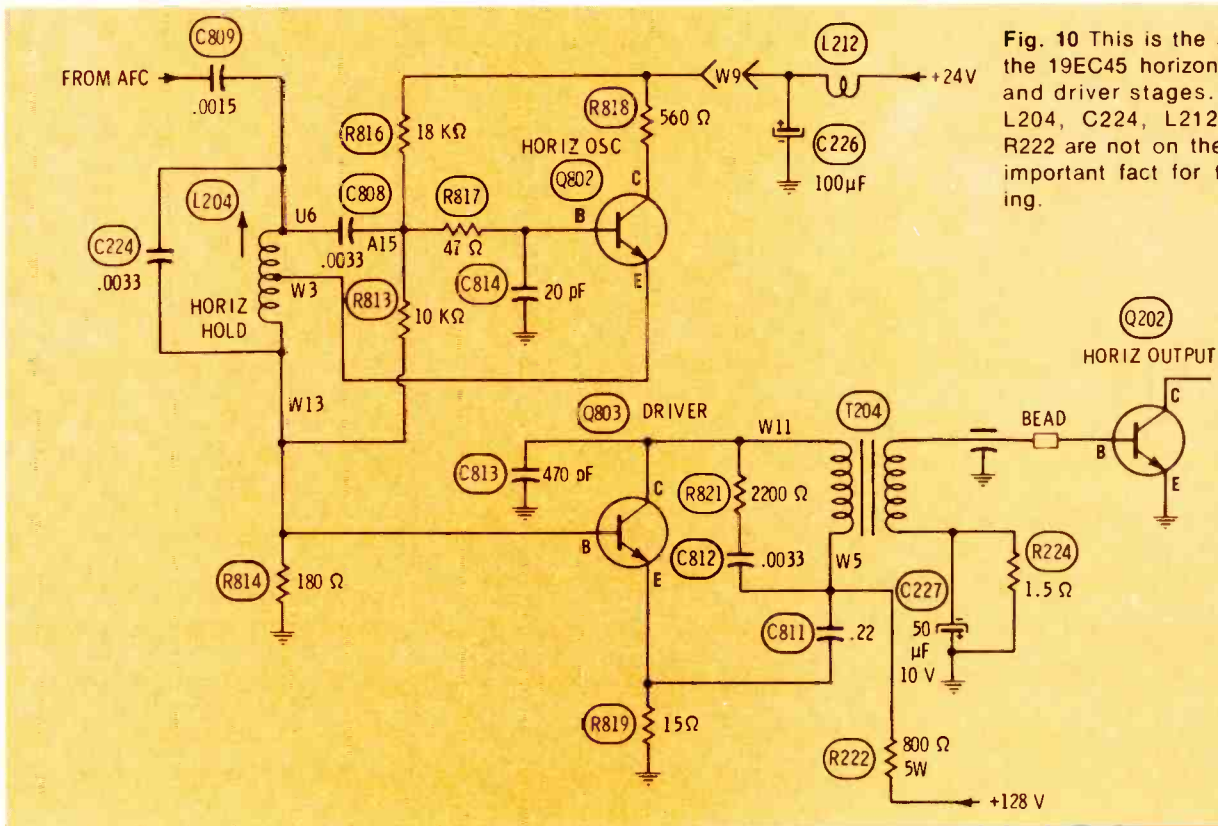 C809
FROM AFC
.0015
L212
+24V
W9
R818
560 Ω
C226
100µF
R816
18 KΩ
HORIZ OSC
Q802
C
B
E
L204
U6
C808
.0033
A15
R817
47 Ω
C224
.0033
W3
HORIZ
HOLD
R813
10 KΩ
C814
20 pF
W13
Q803 DRIVER
C813
470 pF
C
B
E
R814
180 Ω
W11
R821
2200 Ω
C812
.0033
W5
T204
C811
.22
R819
15Ω
BEAD
Q202
HORIZ OUTPUT
C
B
E
C227
50
µF
10 V
R224
1.5 Ω
R222
800 Ω
5W
+128 V
Fig. 10 This is the
the 19EC45 horizon
and driver stages.
L204, C224, L212
R222 are not on the
important fact for
ing.